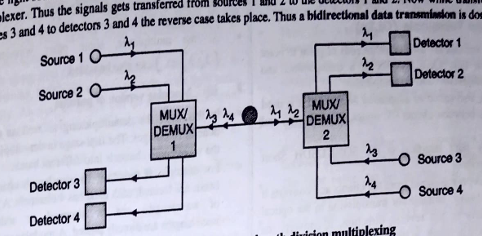 plexer. Thus the signals gets transferred from sources 1 and 2 to the detectors 1 and 2. Now while
es 3 and 4 to detectors 3 and 4 the reverse case takes place. Thus a bidirectional data transmission is
λ1
Detector 1
Source 1
λ2
Detector 2
λ2
Source 2
MUX/
DEMUX
1
λ3 λ4
λ1 λ2
MUX/
DEMUX
2
λ1
λ3
Source 3
Detector 3
λ4
Source 4
Detector 4
division multiplexing